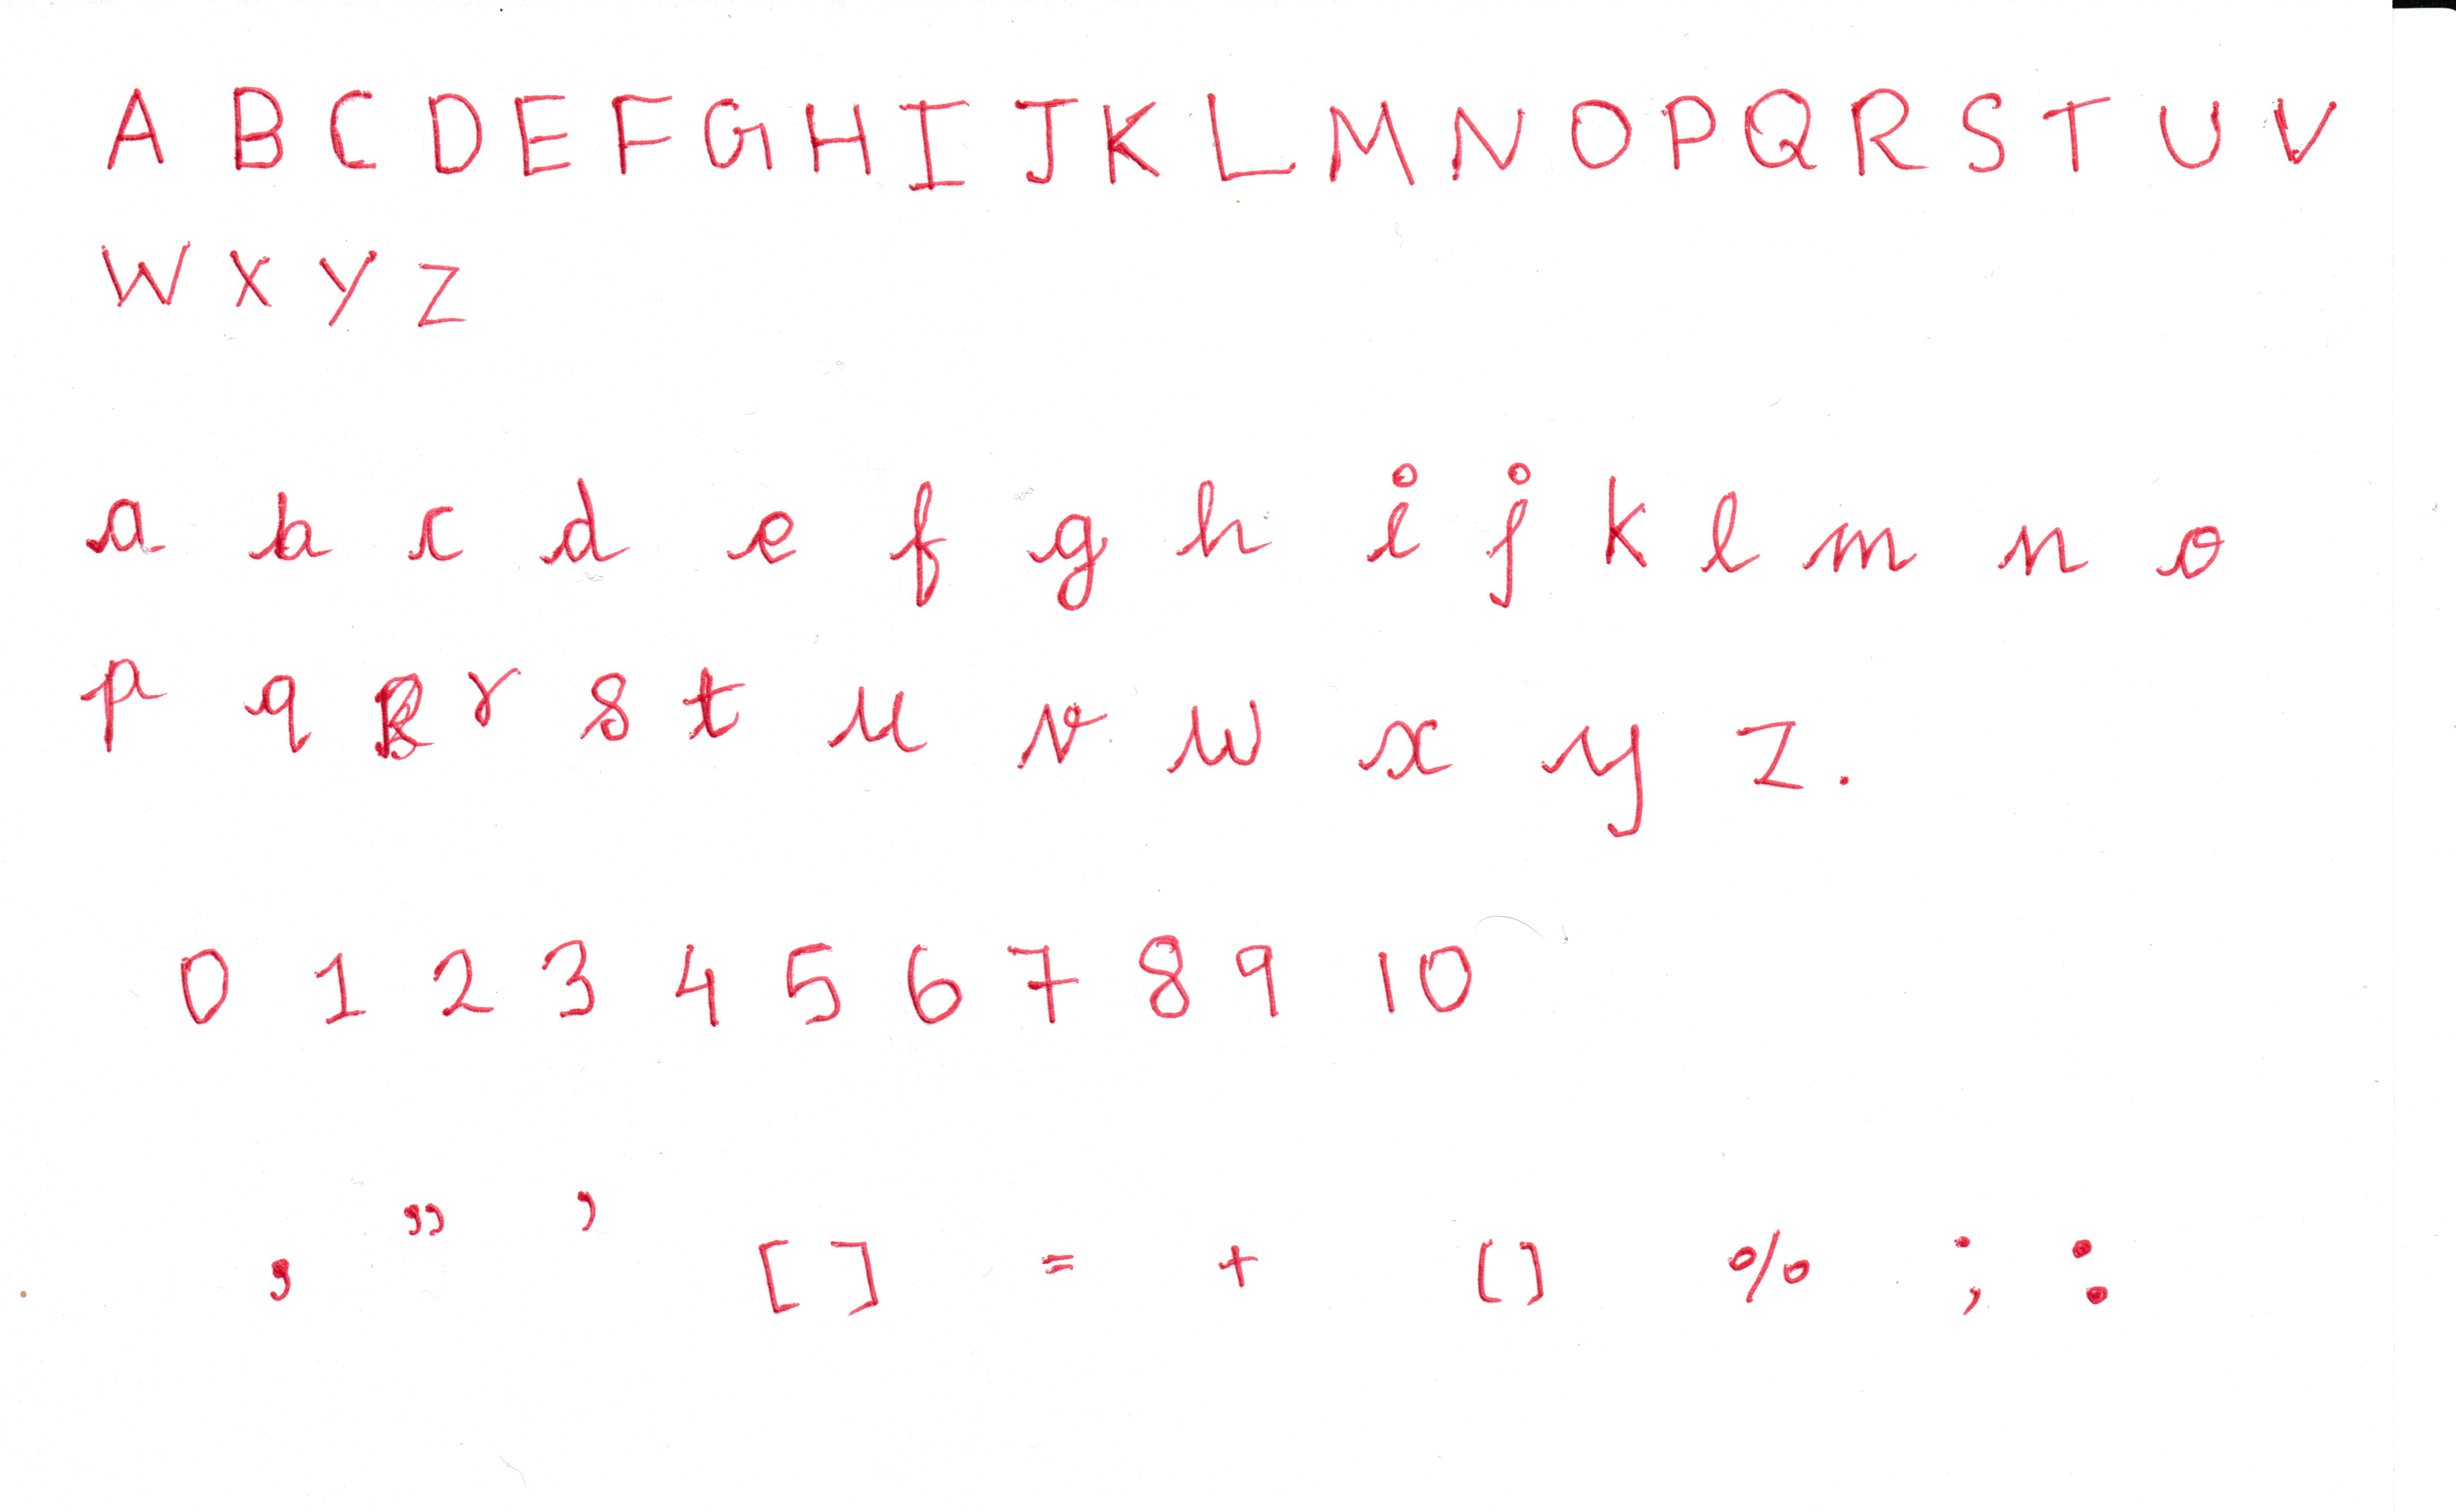 A B C D E F G H I J K L M N O P Q R S T U V
W X Y Z
a b c d e f g h i j k l m n o
p q r s t u v w x y z .
0 1 2 3 4 5 6 7 8 9 10
, ” ’ [ ] = + [ ] % ; :